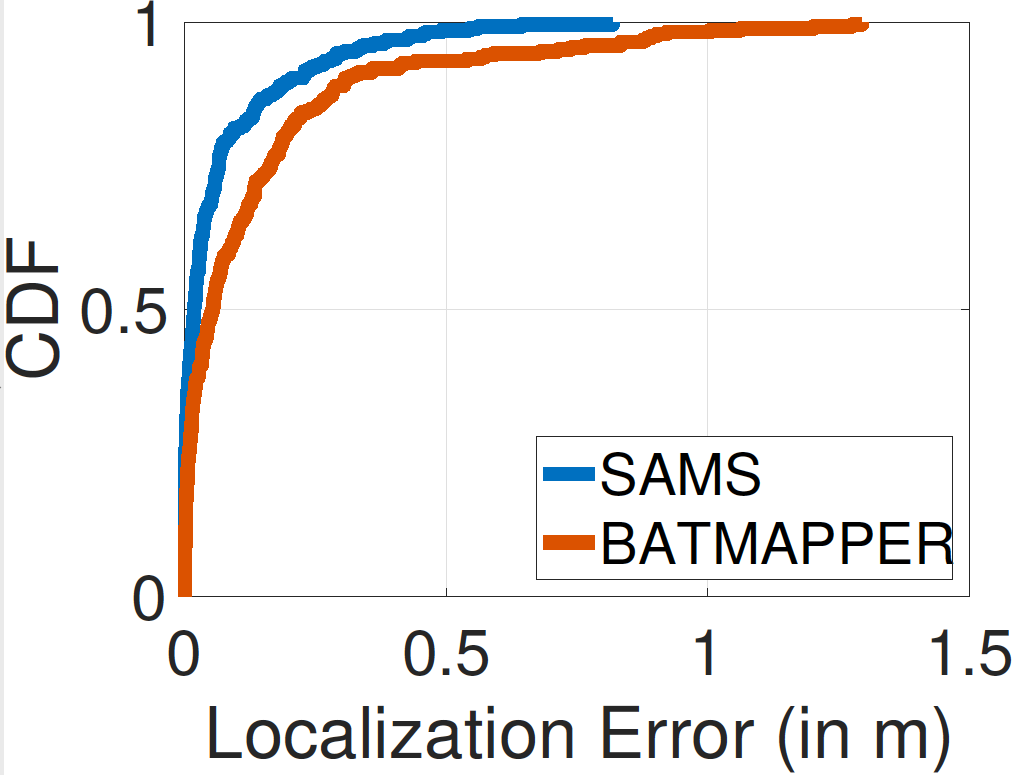 1
CDF
0.5
0
SAMS
BATMAPPER
0 0.5 1 1.5
Localization Error (in m)